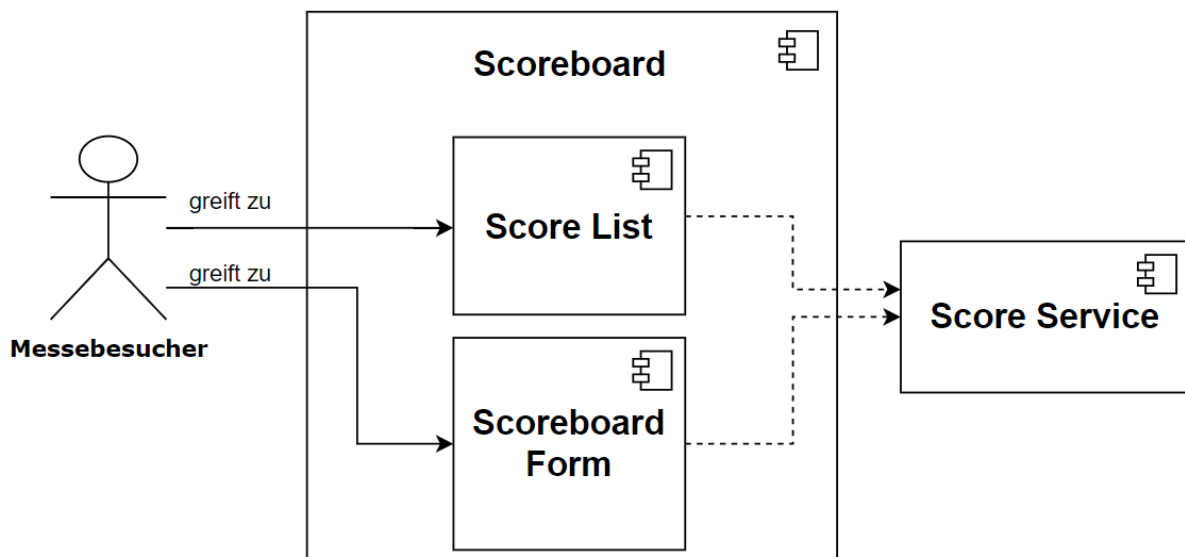 Scoreboard
greift zu
Score List
greift zu
Messebesucher
Score Service
Scoreboard
Form